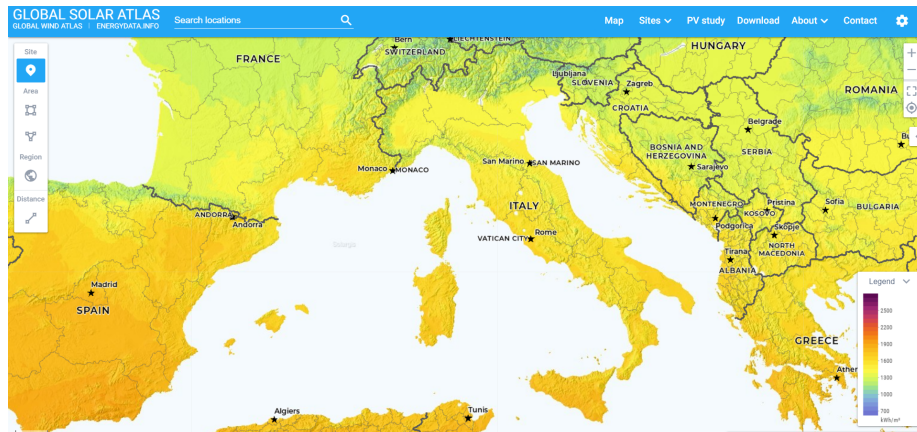 GLOBAL SOLAR ATLAS
GLOBAL WIND ATLAS | ENERGYDATA.INFO
Search locations
Map Sites PV study Download About Contact
Site
Area
Region
Distance
FRANCE
Bern
LIECHTENSTEIN
SWITZERLAND
HUNGARY
Ljubljana
SLOVENIA
Zagreb
CROATIA
ROMANIA
Belgrade
BOSNIA AND
HERZEGOVINA
SERBIA
Sarajevo
Monaco MONACO
San Marino SAN MARINO
ITALY
ANDORRA
Andorra
MONTENEGRO
Pristina
KOSOVO
Sofia
BULGARIA
Podgorica
Skopje
VATICAN CITY
Rome
Tirana
NORTH
MACEDONIA
ALBANIA
Madrid
SPAIN
GREECE
Algiers
Tunis
Legend
2500
2200
1900
1600
1300
1000
700
kWh/m²